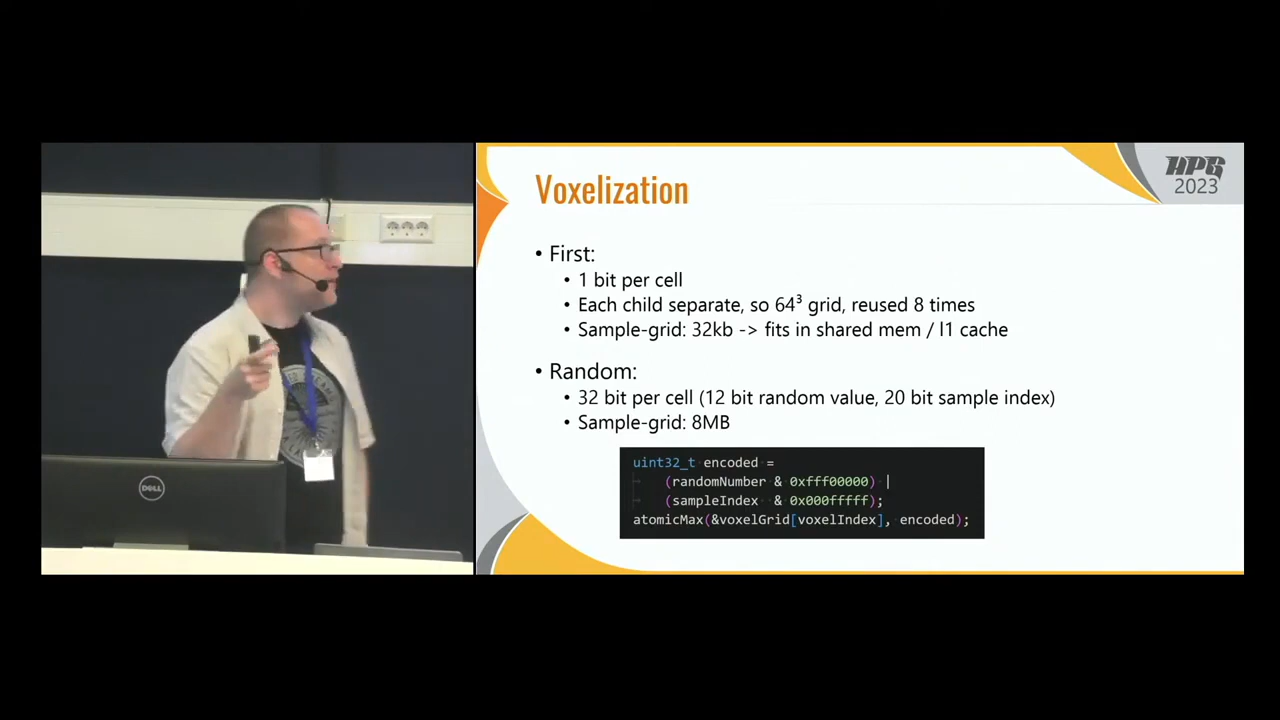 HPG
2023
Voxelization
• First:
• 1 bit per cell
• Each child separate, so 64³ grid, reused 8 times
• Sample-grid: 32kb -> fits in shared mem / l1 cache
• Random:
• 32 bit per cell (12 bit random value, 20 bit sample index)
• Sample-grid: 8MB
uint32_t encoded =
(randomNumber & 0xfff00000) |
(sampleIndex & 0x000fffff);
atomicMax(&voxelGrid[voxelIndex], encoded);
DELL